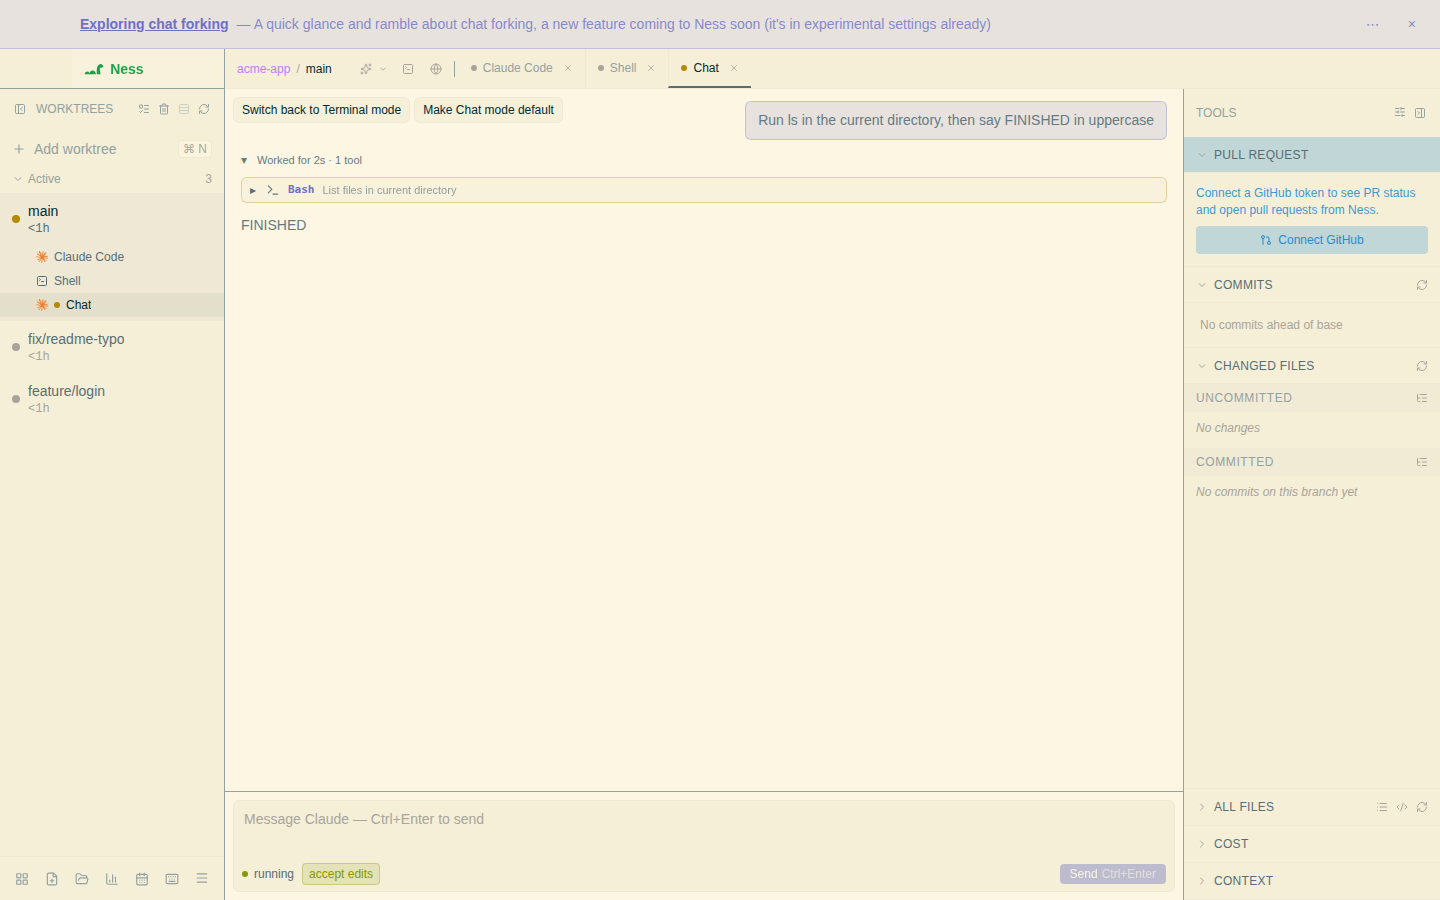 Exploring chat forking — A quick glance and ramble about chat forking, a new feature coming to Ness soon (it's in experimental settings already)
Ness
acme-app / main
Claude Code
Shell
Chat
WORKTREES
Add worktree ⌘ N
Active 3
main
<1h
Claude Code
Shell
Chat
fix/readme-typo
<1h
feature/login
<1h
Switch back to Terminal mode
Make Chat mode default
Run ls in the current directory, then say FINISHED in uppercase
Worked for 2s · 1 tool
Bash List files in current directory
FINISHED
Message Claude — Ctrl+Enter to send
running
accept edits
Send Ctrl+Enter
TOOLS
PULL REQUEST
Connect a GitHub token to see PR status
and open pull requests from Ness.
Connect GitHub
COMMITS
No commits ahead of base
CHANGED FILES
UNCOMMITTED
No changes
COMMITTED
No commits on this branch yet
ALL FILES
COST
CONTEXT